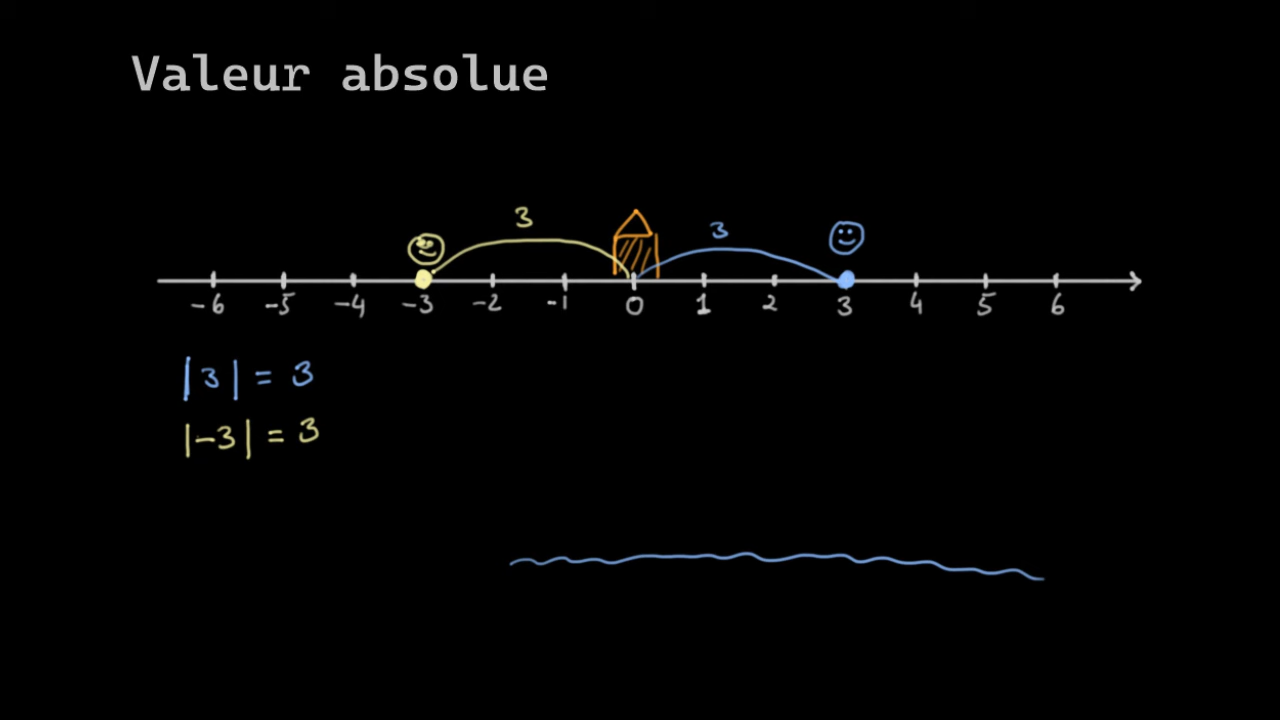 Valeur absolue
3 3
-6 -5 -4 -3 -2 -1 0 1 2 3 4 5 6
|3| = 3
|-3| = 3